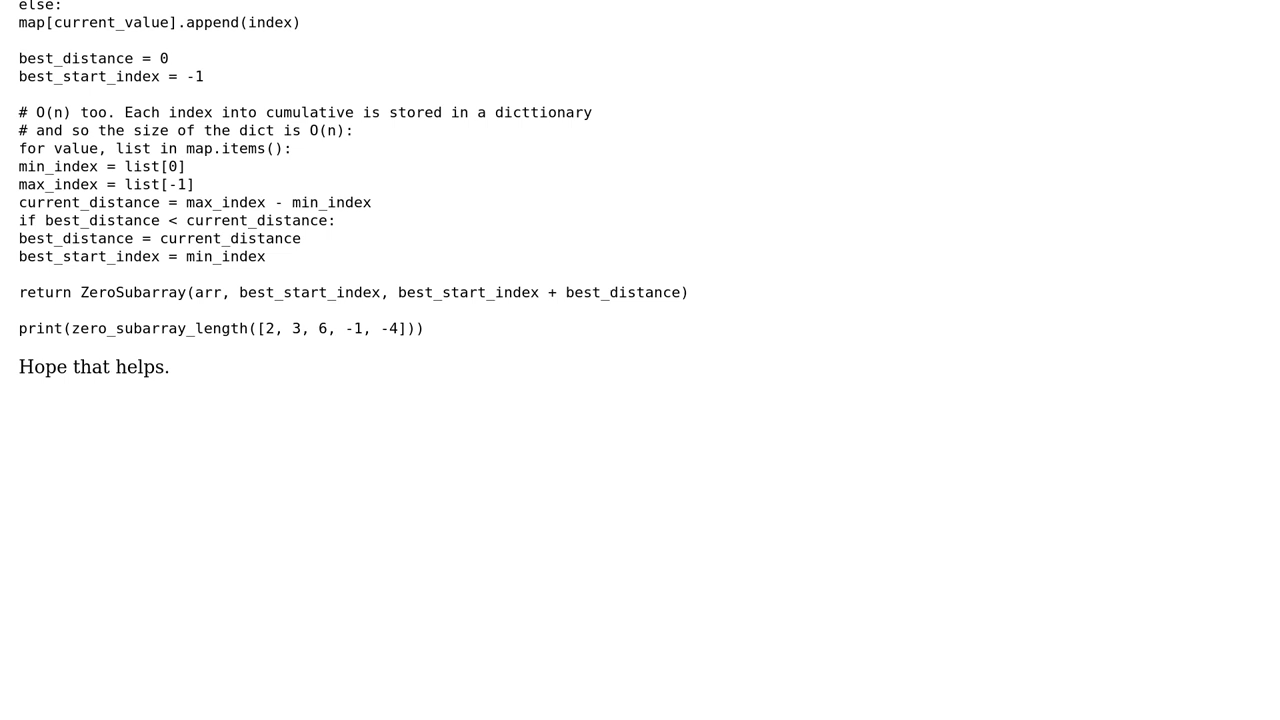 else:
map[current_value].append(index)
best_distance = 0
best_start_index = -1
# O(n) too. Each index into cumulative is stored in a dicttionary
# and so the size of the dict is O(n):
for value, list in map.items():
min_index = list[0]
max_index = list[-1]
current_distance = max_index - min_index
if best_distance < current_distance:
best_distance = current_distance
best_start_index = min_index
return ZeroSubarray(arr, best_start_index, best_start_index + best_distance)
print(zero_subarray_length([2, 3, 6, -1, -4]))
Hope that helps.